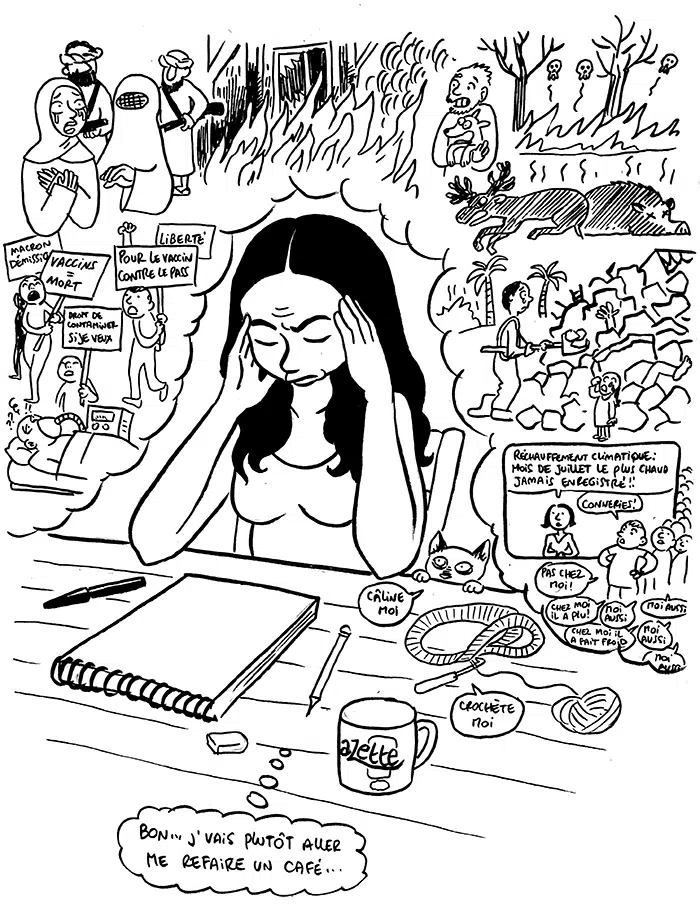 MACRON
DÉMISSION
VACCINS
=
MORT
LIBERTÉ
POUR LE VACCIN
CONTRE LE PASS
DROIT DE
CONTAMINER
SI JE VEUX
RÉCHAUFFEMENT CLIMATIQUE:
MOIS DE JUILLET LE PLUS CHAUD
JAMAIS ENREGISTRÉ!!
CONNERIES!
PAS CHEZ
MOI!
CHEZ MOI
IL A PLU!
MOI
AUSSI
MOI AUSSI
CHEZ MOI IL
A FAIT FROID
MOI
AUSSI
MOI
AUSSI
CÂLINE
MOI
CROCHÈTE
MOI
azette
BON... J'VAIS PLUTÔT ALLER
ME REFAIRE UN CAFÉ...